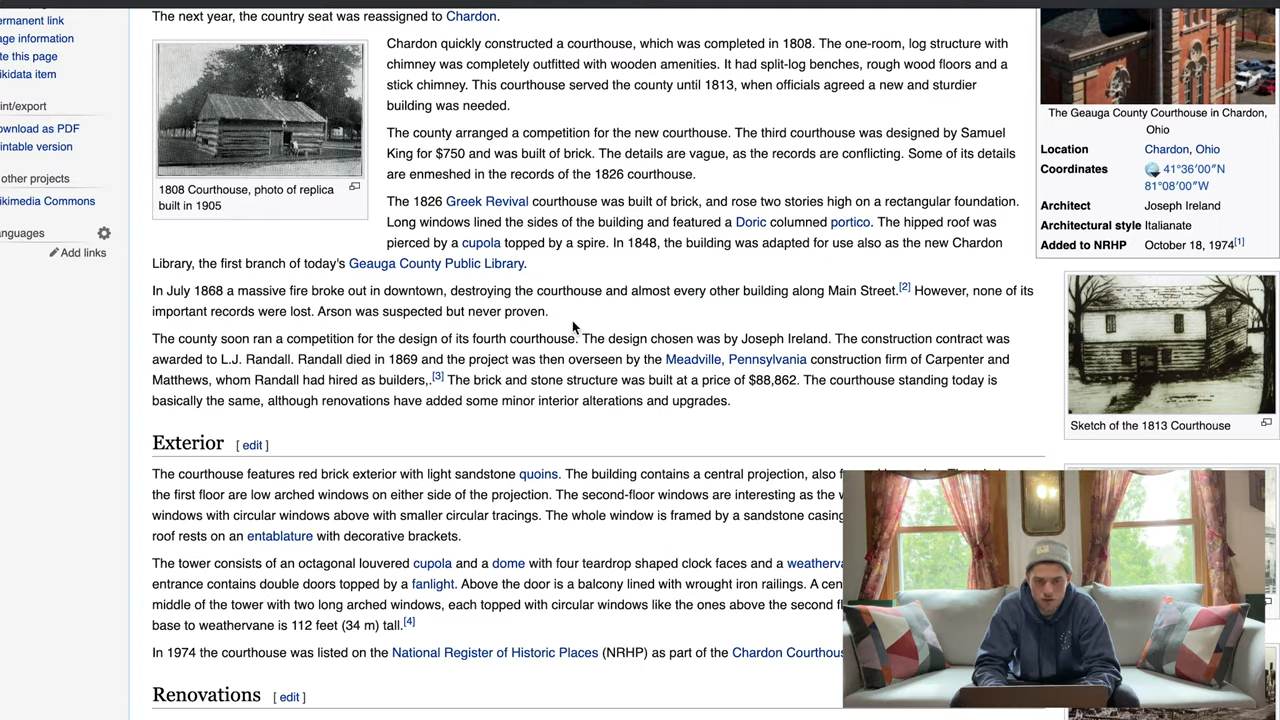 ermanent link
age information
te this page
ikidata item
int/export
ownload as PDF
intable version
other projects
ikimedia Commons
anguages
Add links
The next year, the country seat was reassigned to Chardon.
1808 Courthouse, photo of replica
built in 1905
Chardon quickly constructed a courthouse, which was completed in 1808. The one-room, log structure with
chimney was completely outfitted with wooden amenities. It had split-log benches, rough wood floors and a
stick chimney. This courthouse served the county until 1813, when officials agreed a new and sturdier
building was needed.
The county arranged a competition for the new courthouse. The third courthouse was designed by Samuel
King for $750 and was built of brick. The details are vague, as the records are conflicting. Some of its details
are enmeshed in the records of the 1826 courthouse.
The 1826 Greek Revival courthouse was built of brick, and rose two stories high on a rectangular foundation.
Long windows lined the sides of the building and featured a Doric columned portico. The hipped roof was
pierced by a cupola topped by a spire. In 1848, the building was adapted for use also as the new Chardon
Library, the first branch of today's Geauga County Public Library.
In July 1868 a massive fire broke out in downtown, destroying the courthouse and almost every other building along Main Street.[2] However, none of its
important records were lost. Arson was suspected but never proven.
The county soon ran a competition for the design of its fourth courthouse. The design chosen was by Joseph Ireland. The construction contract was
awarded to L.J. Randall. Randall died in 1869 and the project was then overseen by the Meadville, Pennsylvania construction firm of Carpenter and
Matthews, whom Randall had hired as builders,.[3] The brick and stone structure was built at a price of $88,862. The courthouse standing today is
basically the same, although renovations have added some minor interior alterations and upgrades.
Exterior [ edit ]
The courthouse features red brick exterior with light sandstone quoins. The building contains a central projection, also
the first floor are low arched windows on either side of the projection. The second-floor windows are interesting as the
windows with circular windows above with smaller circular tracings. The whole window is framed by a sandstone casing
roof rests on an entablature with decorative brackets.
The tower consists of an octagonal louvered cupola and a dome with four teardrop shaped clock faces and a weatherva
entrance contains double doors topped by a fanlight. Above the door is a balcony lined with wrought iron railings. A cen
middle of the tower with two long arched windows, each topped with circular windows like the ones above the second fl
base to weathervane is 112 feet (34 m) tall.[4]
In 1974 the courthouse was listed on the National Register of Historic Places (NRHP) as part of the Chardon Courthous
Renovations [ edit ]
The Geauga County Courthouse in Chardon,
Ohio
Location Chardon, Ohio
Coordinates 41°36′00″N
81°08′00″W
Architect Joseph Ireland
Architectural style Italianate
Added to NRHP October 18, 1974[1]
Sketch of the 1813 Courthouse